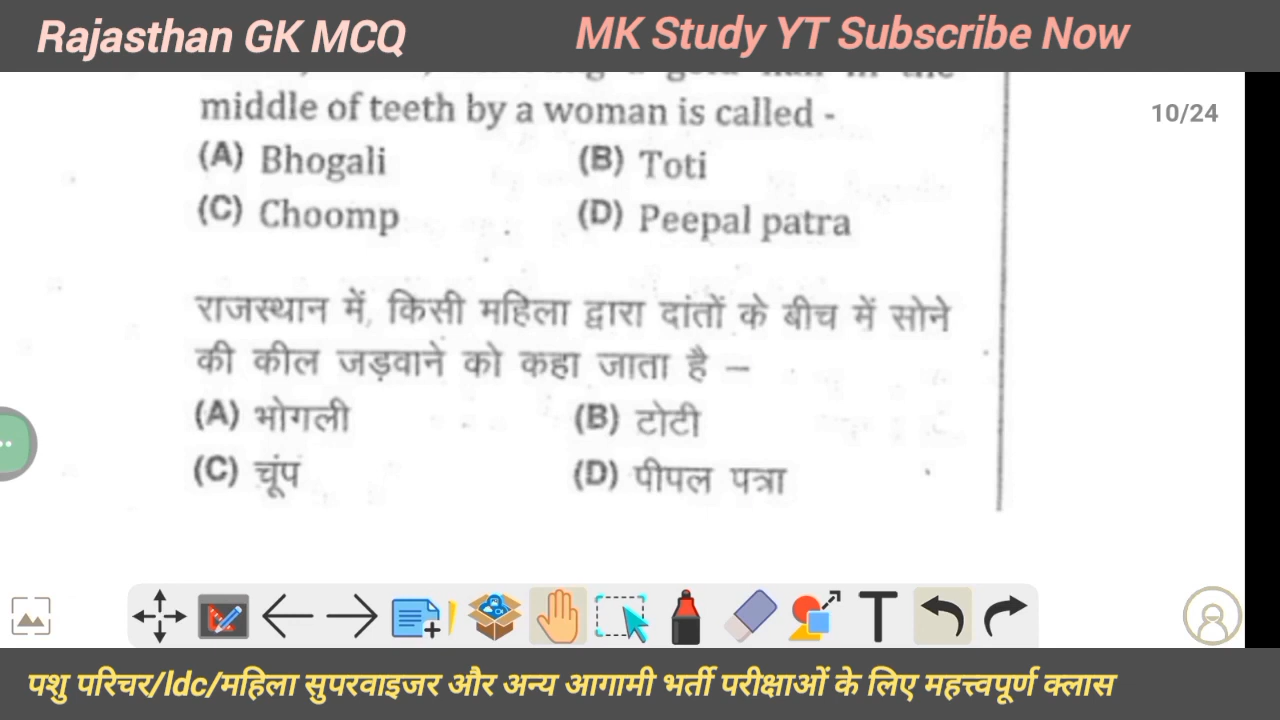 Rajasthan GK MCQ
MK Study YT Subscribe Now
10/24
middle of teeth by a woman is called -
(A) Bhogali (B) Toti
(C) Choomp (D) Peepal patra
राजस्थान में, किसी महिला द्वारा दांतों के बीच में सोने
की कील जड़वाने को कहा जाता है –
(A) भोगली (B) टोटी
(C) चूंप (D) पीपल पत्रा
पशु परिचर/ldc/महिला सुपरवाइजर और अन्य आगामी भर्ती परीक्षाओं के लिए महत्त्वपूर्ण क्लास